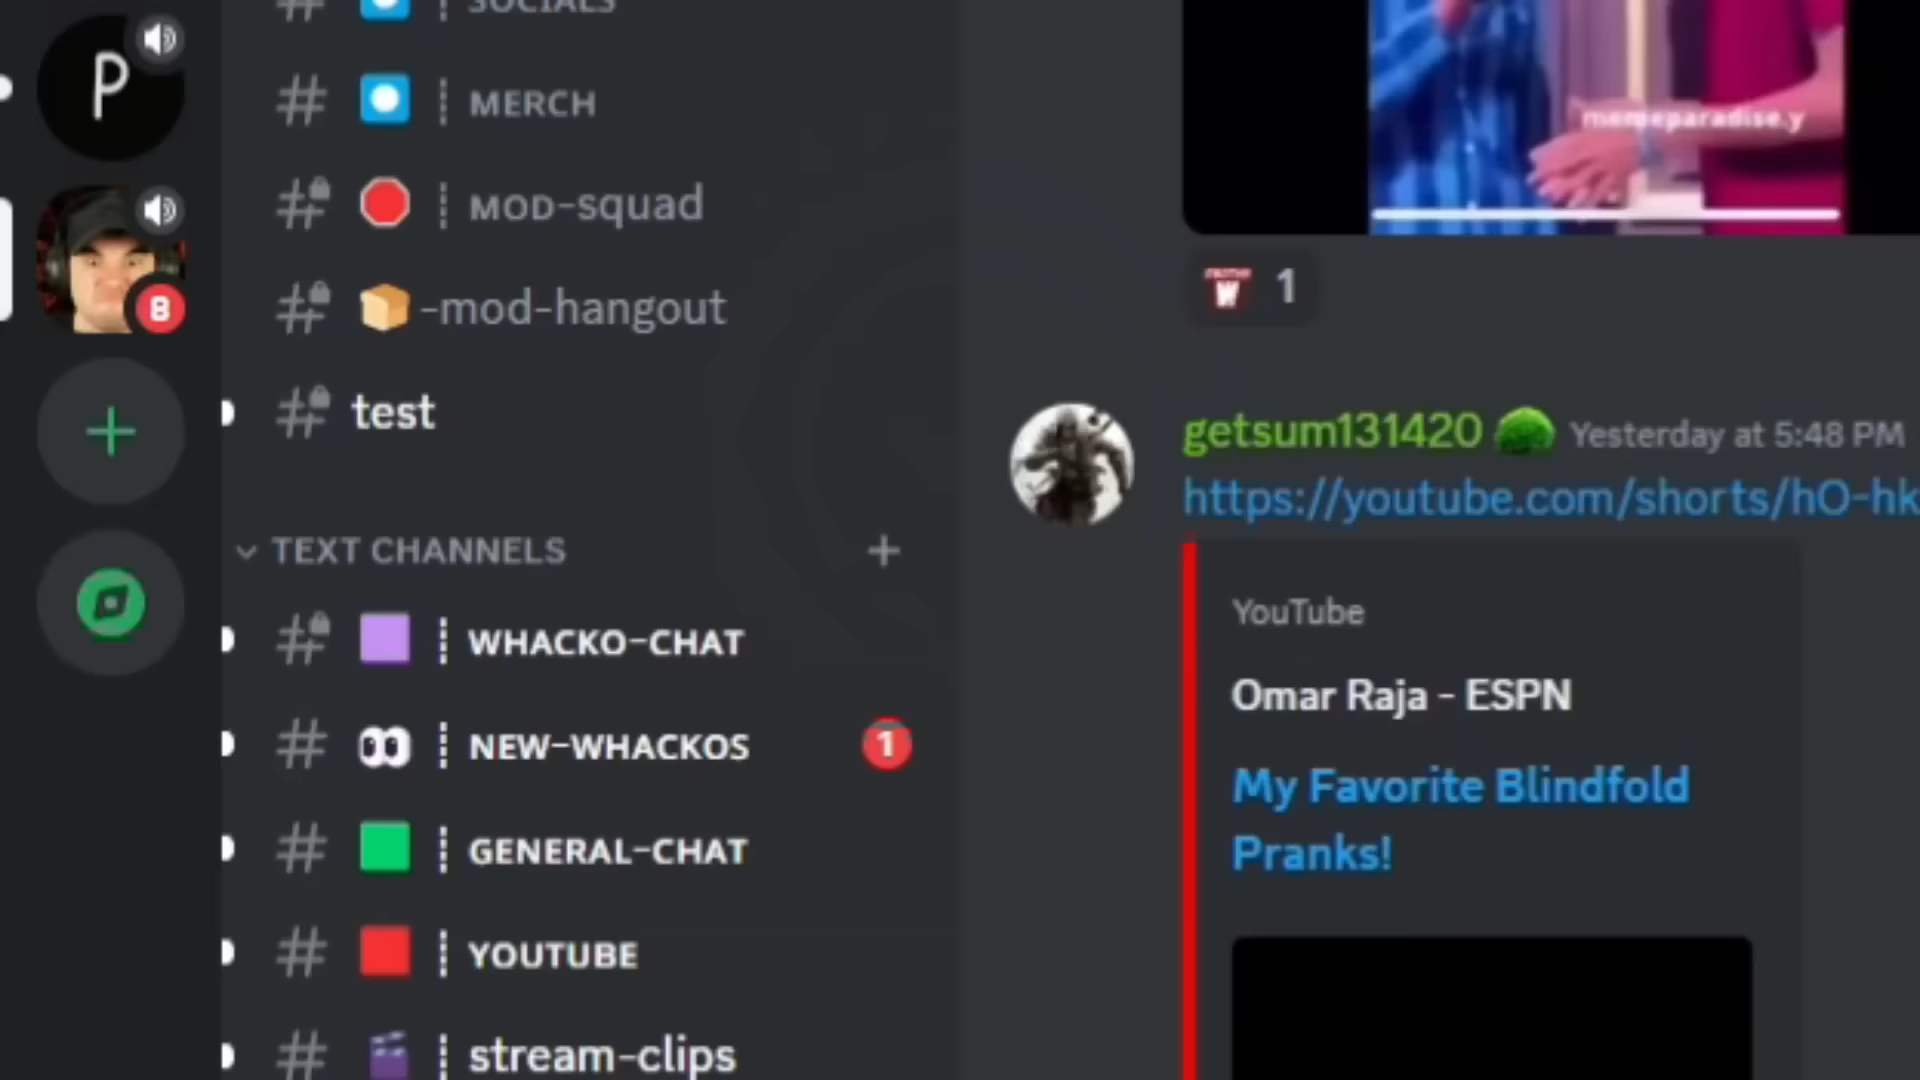 P
8
SOCIALS
# MERCH
# MOD-squad
# -mod-hangout
# test
TEXT CHANNELS +
# WHACKO-CHAT
# NEW-WHACKOS 1
# GENERAL-CHAT
# YOUTUBE
# stream-clips
memeparadise.y
W 1
getsum131420 Yesterday at 5:48 PM
https://youtube.com/shorts/hO-hk
YouTube
Omar Raja - ESPN
My Favorite Blindfold
Pranks!